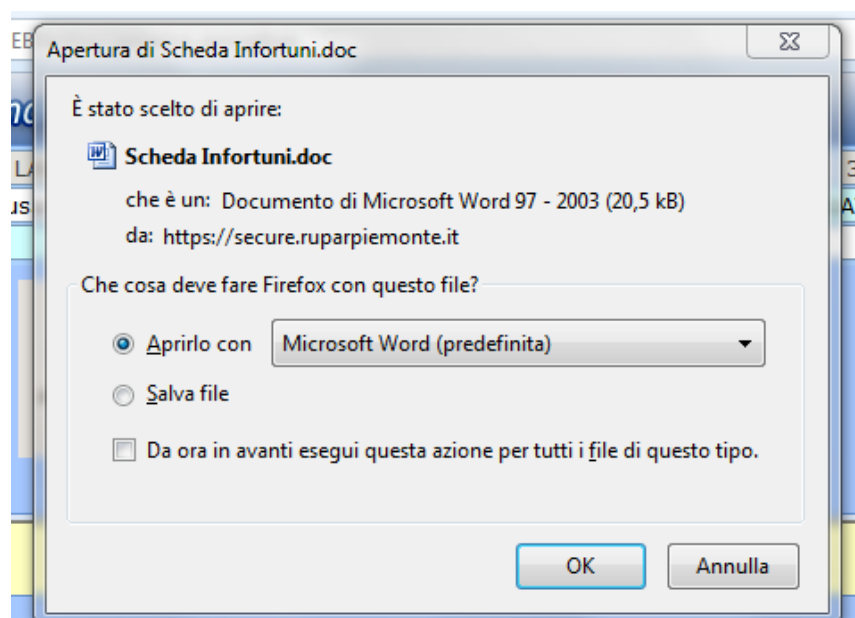 EB
Apertura di Scheda Infortuni.doc
È stato scelto di aprire:
Scheda Infortuni.doc
che è un: Documento di Microsoft Word 97 - 2003 (20,5 kB)
da: https://secure.ruparpiemonte.it
Che cosa deve fare Firefox con questo file?
Aprirlo con
Microsoft Word (predefinita)
Salva file
Da ora in avanti esegui questa azione per tutti i file di questo tipo.
OK
Annulla